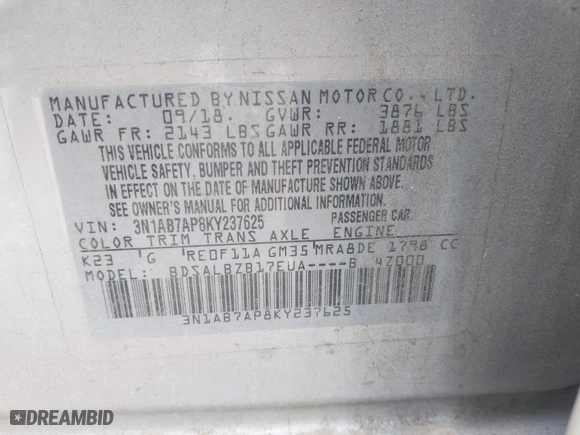 MANUFACTURED BY NISSAN MOTOR CO., LTD.
DATE: 09/18. GVWR: 3876 LBS
GAWR FR: 2143 LBS GAWR RR: 1881 LBS
THIS VEHICLE CONFORMS TO ALL APPLICABLE FEDERAL MOTOR
VEHICLE SAFETY, BUMPER AND THEFT PREVENTION STANDARDS
IN EFFECT ON THE DATE OF MANUFACTURE SHOWN ABOVE.
SEE OWNER'S MANUAL FOR ADDITIONAL INFORMATION.
VIN: 3N1AB7AP8KY237625 PASSENGER CAR
COLOR TRIM TRANS AXLE ENGINE
K23 G RE0F11A GM35 MRA8DE 1798 CC
MODEL: BDSALBZB17EUA----B 4Z000
3N1AB7AP8KY237625
DREAMBID